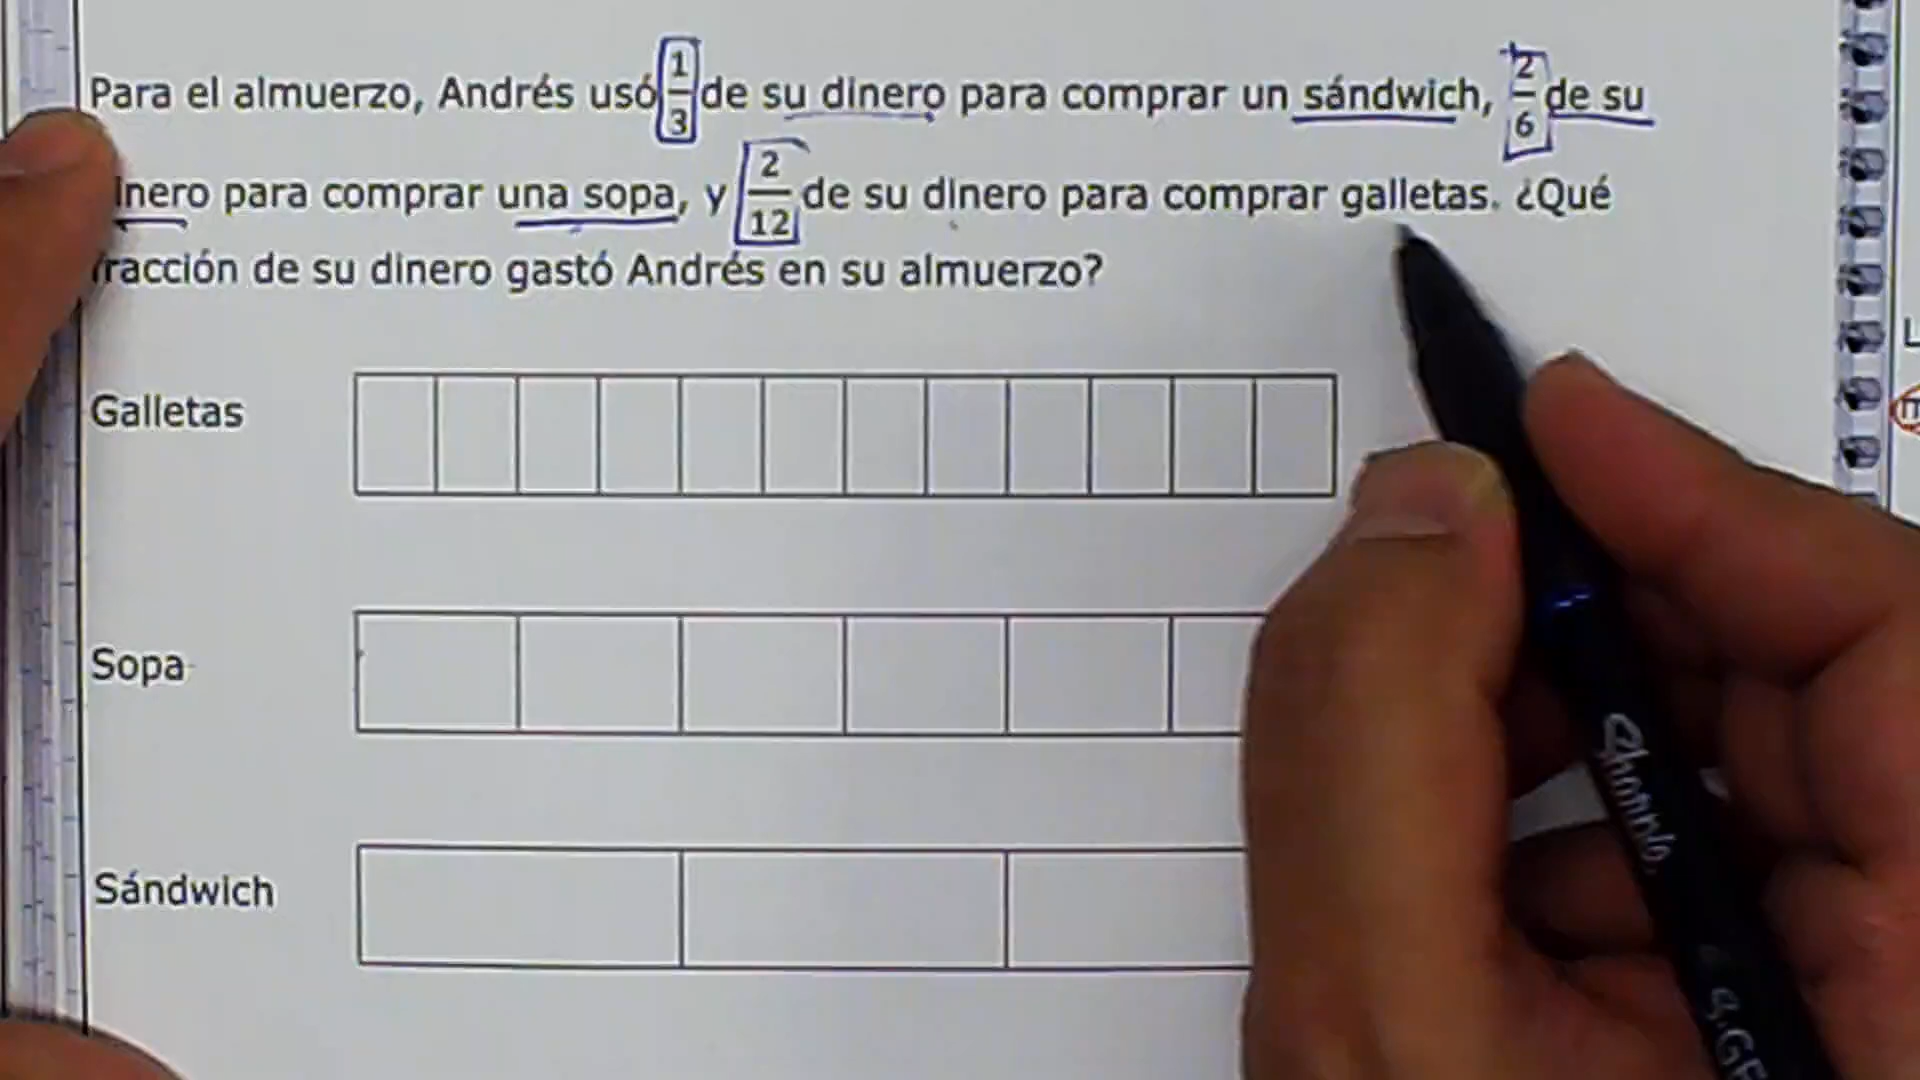 Para el almuerzo, Andrés usó 1/3 de su dinero para comprar un sándwich, 2/6 de su
inero para comprar una sopa, y 2/12 de su dinero para comprar galletas. ¿Qué
racción de su dinero gastó Andrés en su almuerzo?
Galletas
Sopa
Sándwich